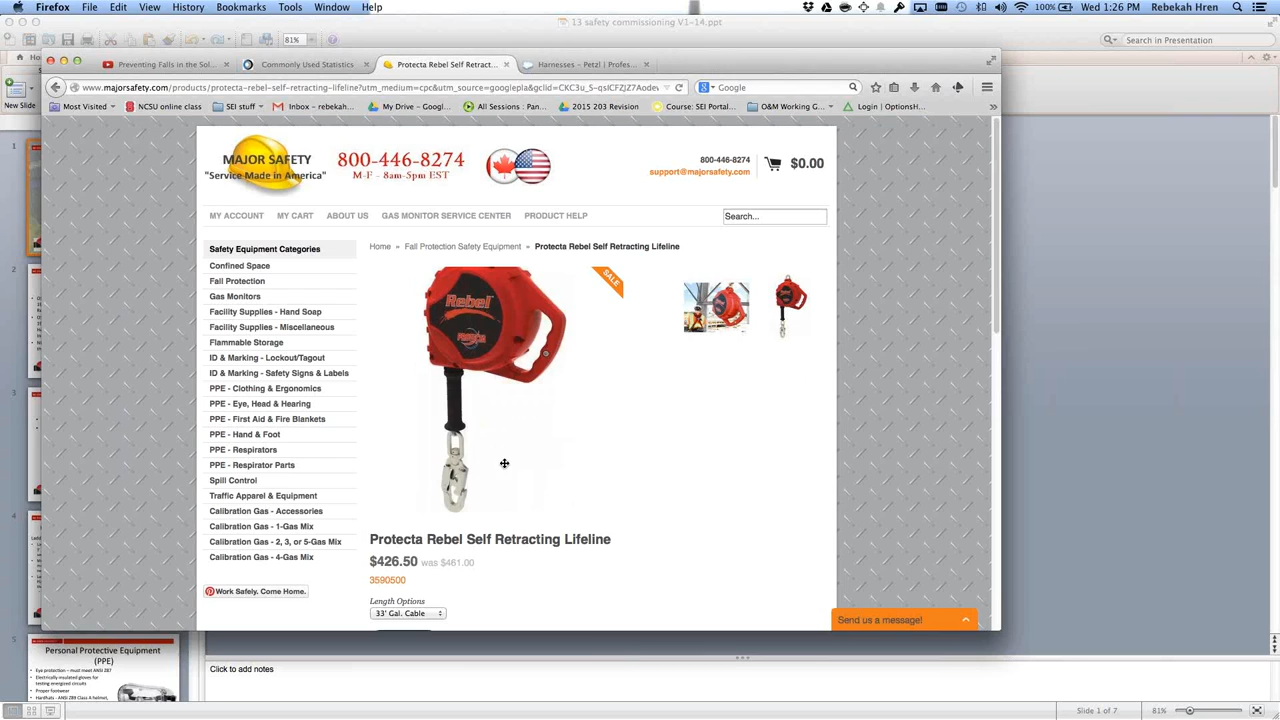 Firefox File Edit View History Bookmarks Tools Window Help
100% Wed 1:26 PM Rebekah Hren
13 safety commissioning V1-14.ppt
81%
Search in Presentation
New Slide
Preventing Falls in the Sol...
Commonly Used Statistics
Protecta Rebel Self Retract...
Harnesses – Petzl | Profes...
www.majorsafety.com/products/protecta-rebel-self-retracting-lifeline?utm_medium=cpc&utm_source=googlepla&gclid=
Google
Most Visited
NCSU online class
SEI stuff
Inbox – rebekah...
My Drive – Googl...
All Sessions : Pan...
2015 203 Revision
Course: SEI Portal...
O&M Working G...
Login | OptionsH...
MAJOR SAFETY
"Service Made in America"
800-446-8274
M-F - 8am-5pm EST
800-446-8274
support@majorsafety.com
$0.00
MY ACCOUNT MY CART ABOUT US GAS MONITOR SERVICE CENTER PRODUCT HELP
Search...
Safety Equipment Categories
Confined Space
Fall Protection
Gas Monitors
Facility Supplies - Hand Soap
Facility Supplies - Miscellaneous
Flammable Storage
ID & Marking - Lockout/Tagout
ID & Marking - Safety Signs & Labels
PPE - Clothing & Ergonomics
PPE - Eye, Head & Hearing
PPE - First Aid & Fire Blankets
PPE - Hand & Foot
PPE - Respirators
PPE - Respirator Parts
Spill Control
Traffic Apparel & Equipment
Calibration Gas - Accessories
Calibration Gas - 1-Gas Mix
Calibration Gas - 2, 3, or 5-Gas Mix
Calibration Gas - 4-Gas Mix
Work Safely. Come Home.
Home » Fall Protection Safety Equipment » Protecta Rebel Self Retracting Lifeline
SALE
Rebel
Protecta Rebel Self Retracting Lifeline
$426.50 was $461.00
3590500
Length Options
33' Gal. Cable
Send us a message!
1
2
3
4
5
Personal Protective Equipment
(PPE)
Eye protection – must meet ANSI Z87
Electrically insulated gloves for
testing energized circuits
Proper footwear
Hardhats - ANSI Z89 Class A helmet,
Click to add notes
Slide 1 of 7
81%